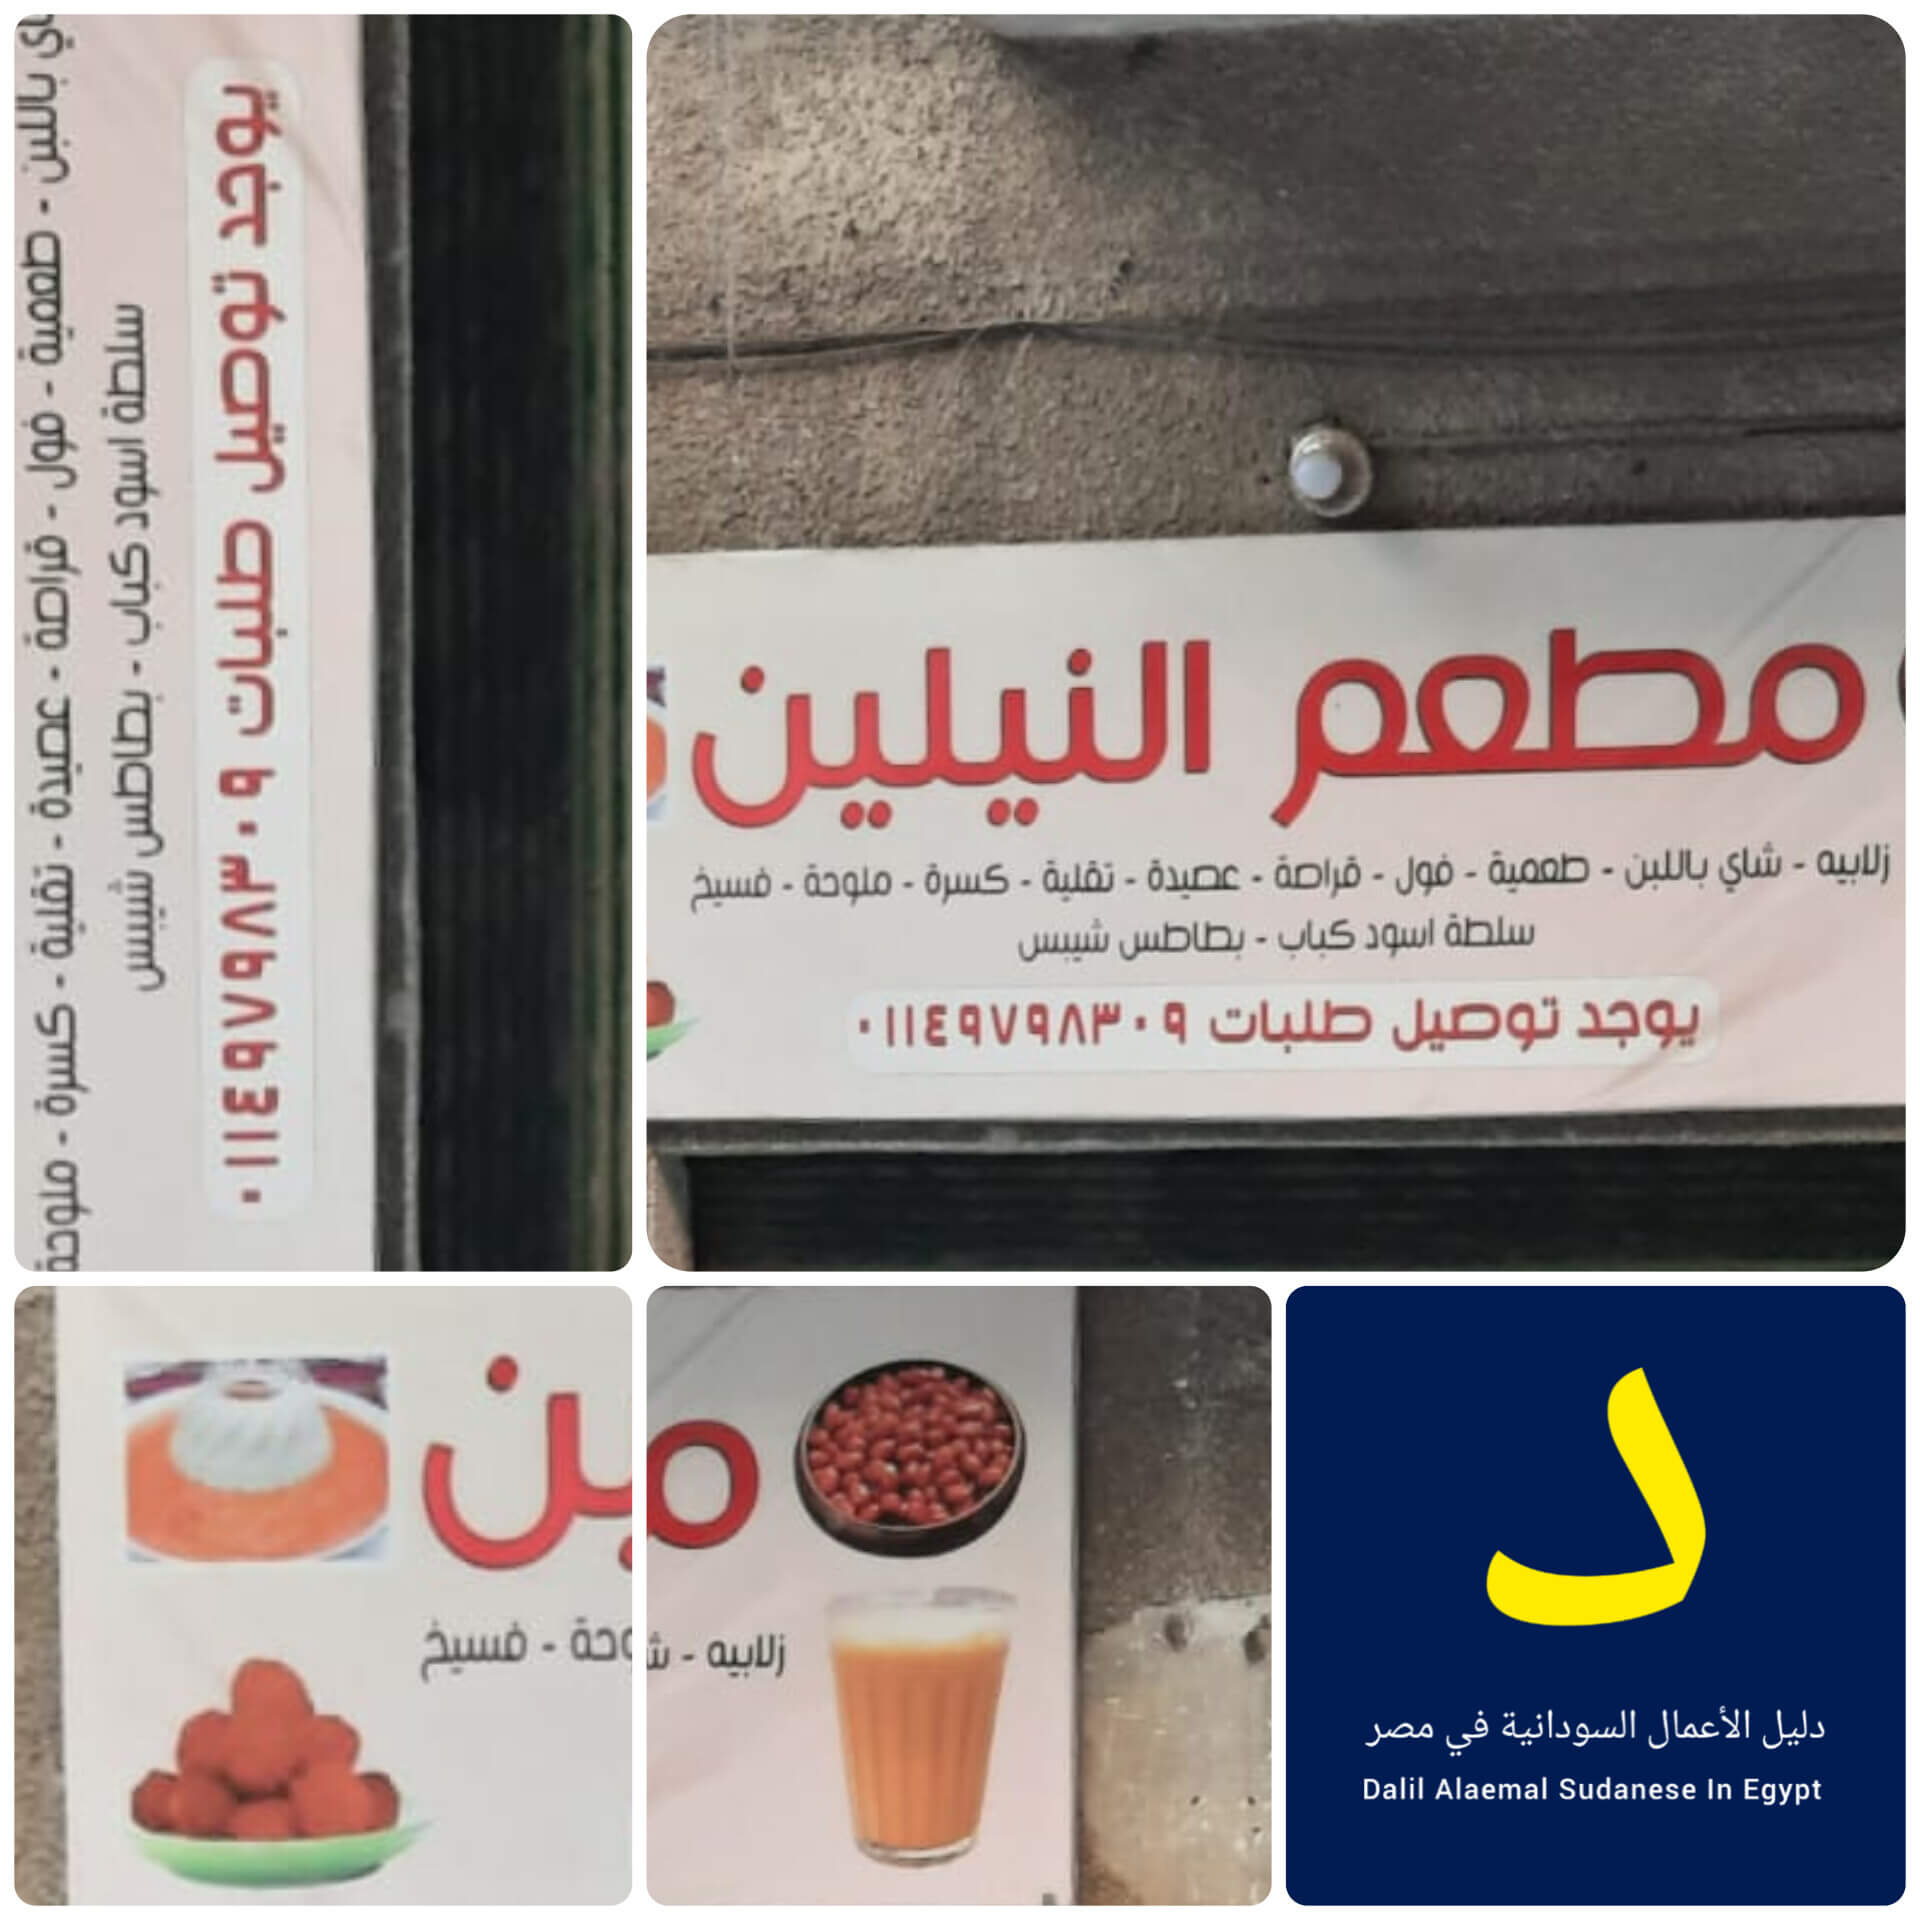 ي باللبن - طعمية - فول - قراصة - عصيدة - تقلية - كسرة - ملوحة
سلطة اسود كباب - بطاطس شيبس
يوجد توصيل طلبات ٠١١٤٩٧٩٨٣٠٩
مطعم النيلين
زلابيه - شاي باللبن - طعمية - فول - قراصة - عصيدة - تقلية - كسرة - ملوحة - فسيخ
سلطة اسود كباب - بطاطس شيبس
يوجد توصيل طلبات ٠١١٤٩٧٩٨٣٠٩
ين
وحة - فسيخ
م
زلابيه - ش
د
دليل الأعمال السودانية في مصر
Dalil Alaemal Sudanese In Egypt